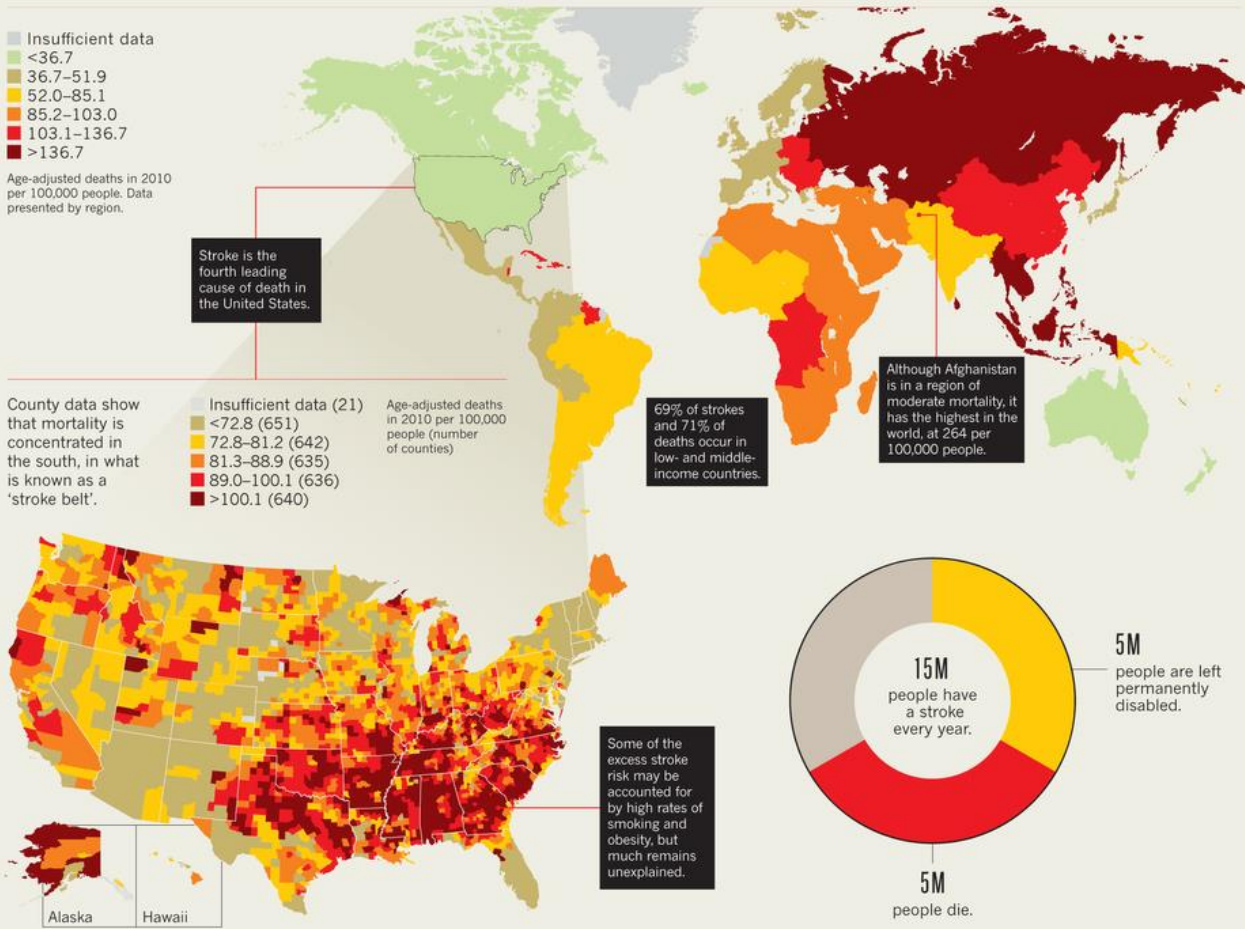 Insufficient data
<36.7
36.7–51.9
52.0–85.1
85.2–103.0
103.1–136.7
>136.7
Age-adjusted deaths in 2010
per 100,000 people. Data
presented by region.
Stroke is the
fourth leading
cause of death in
the United States.
Although Afghanistan
is in a region of
moderate mortality, it
has the highest in the
world, at 264 per
100,000 people.
69% of strokes
and 71% of
deaths occur in
low- and middle-
income countries.
County data show
that mortality is
concentrated in
the south, in what
is known as a
‘stroke belt’.
Insufficient data (21)
<72.8 (651)
72.8–81.2 (642)
81.3–88.9 (635)
89.0–100.1 (636)
>100.1 (640)
Age-adjusted deaths
in 2010 per 100,000
people (number
of counties)
Some of the
excess stroke
risk may be
accounted for
by high rates of
smoking and
obesity, but
much remains
unexplained.
Alaska
Hawaii
15M
people have
a stroke
every year.
5M
people are left
permanently
disabled.
5M
people die.